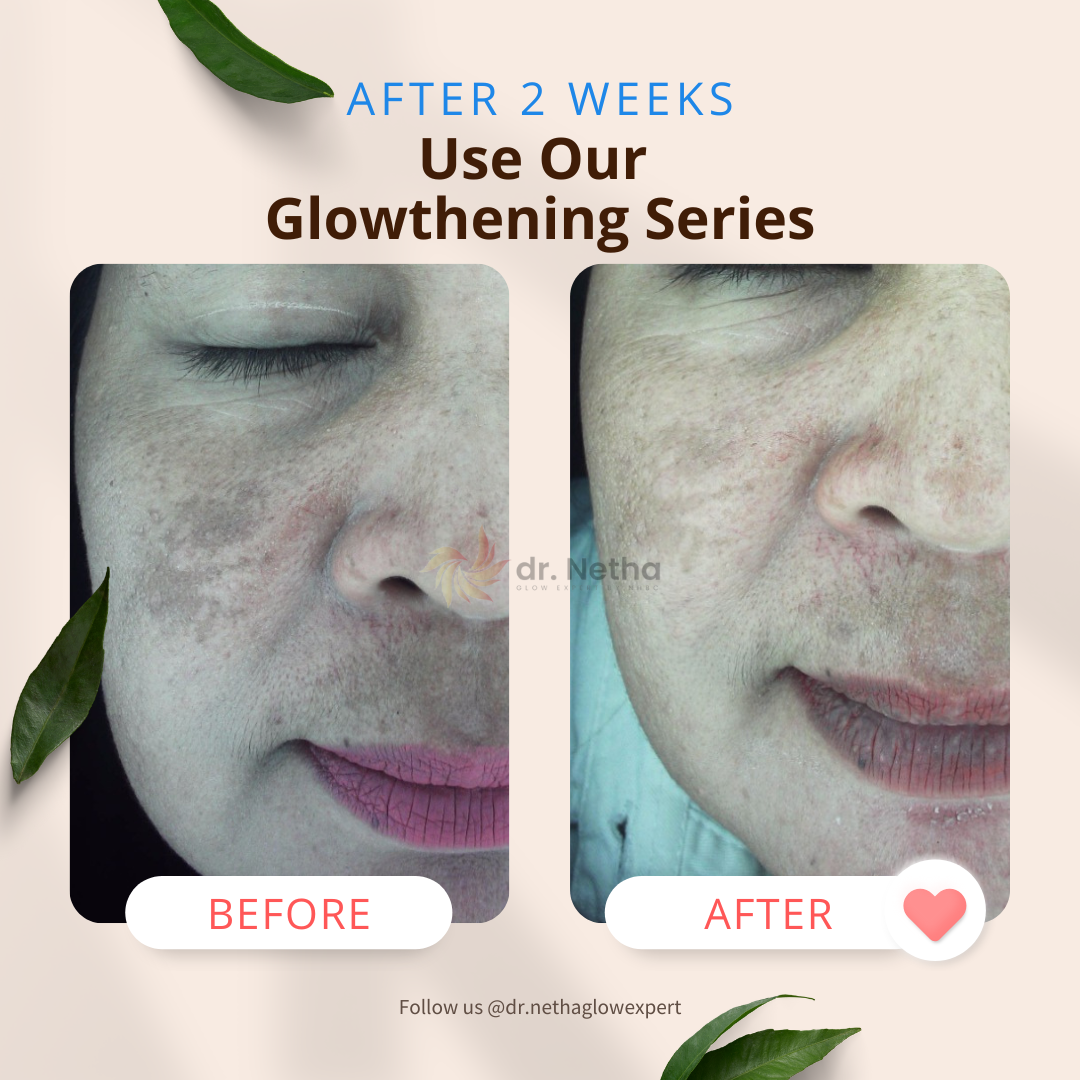 AFTER 2 WEEKS
Use Our
Glowthening Series
dr. Netha
BEFORE
AFTER
Follow us @dr.nethaglowexpert